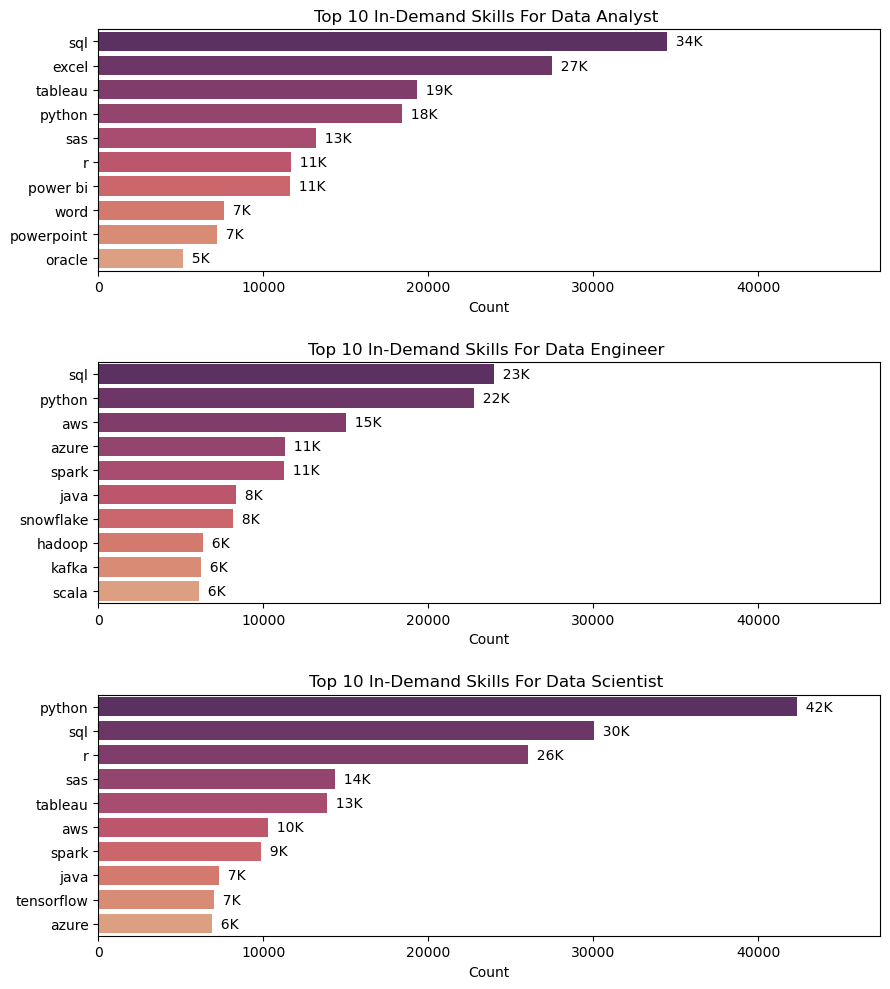 Top 10 In-Demand Skills For Data Analyst
sql 34K
excel 27K
tableau 19K
python 18K
sas 13K
r 11K
power bi 11K
word 7K
powerpoint 7K
oracle 5K
0 10000 20000 30000 40000
Count
Top 10 In-Demand Skills For Data Engineer
sql 23K
python 22K
aws 15K
azure 11K
spark 11K
java 8K
snowflake 8K
hadoop 6K
kafka 6K
scala 6K
0 10000 20000 30000 40000
Count
Top 10 In-Demand Skills For Data Scientist
python 42K
sql 30K
r 26K
sas 14K
tableau 13K
aws 10K
spark 9K
java 7K
tensorflow 7K
azure 6K
0 10000 20000 30000 40000
Count